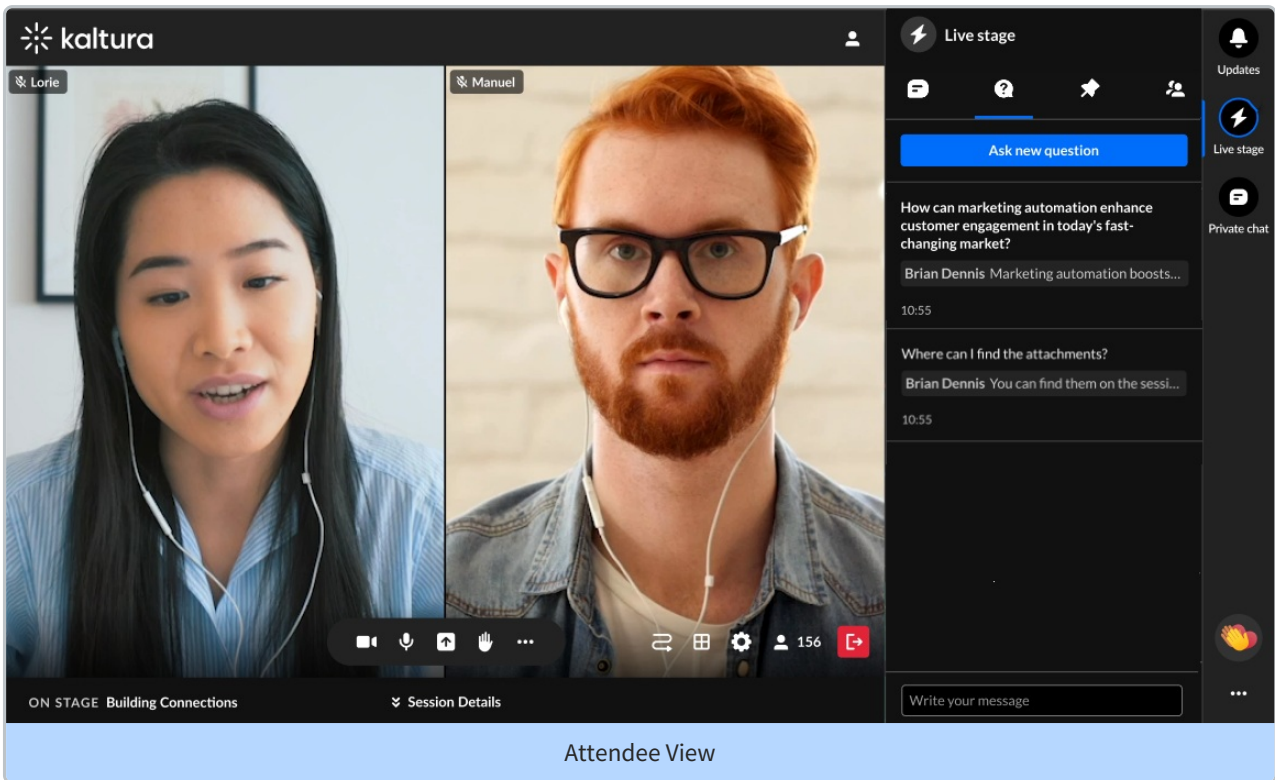 kaltura
Lorie
Manuel
156
ON STAGE Building Connections
Session Details
Live stage
Ask new question
How can marketing automation enhance
customer engagement in today's fast-
changing market?
Brian Dennis Marketing automation boosts...
10:55
Where can I find the attachments?
Brian Dennis You can find them on the sessi...
10:55
Write your message
Updates
Live stage
Private chat
Attendee View